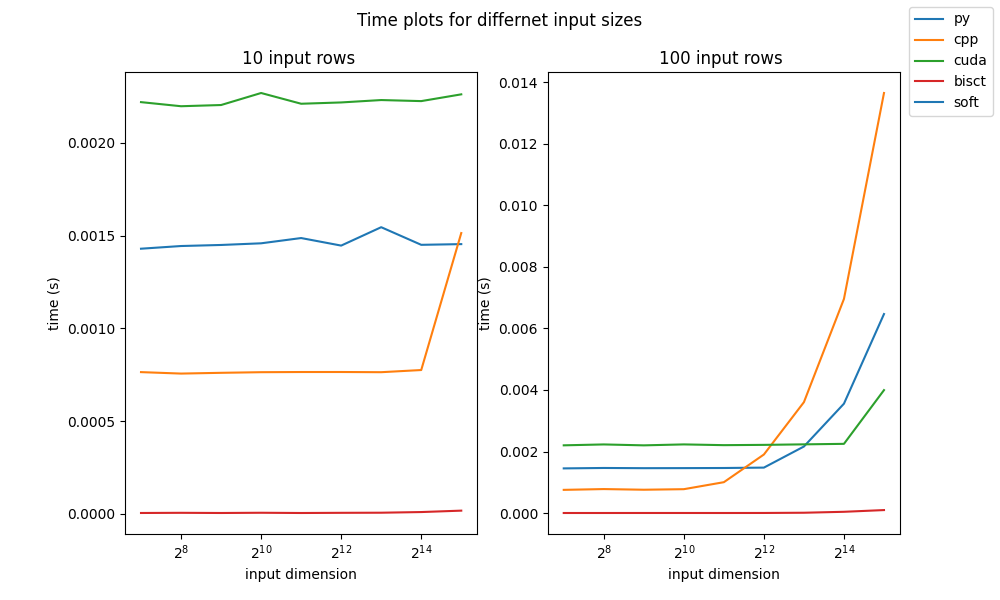 Time plots for differnet input sizes
py
cpp
cuda
bisct
soft
10 input rows
0.0020
0.0015
0.0010
0.0005
0.0000
time (s)
2^8 2^10 2^12 2^14
input dimension
100 input rows
0.014
0.012
0.010
0.008
0.006
0.004
0.002
0.000
time (s)
2^8 2^10 2^12 2^14
input dimension